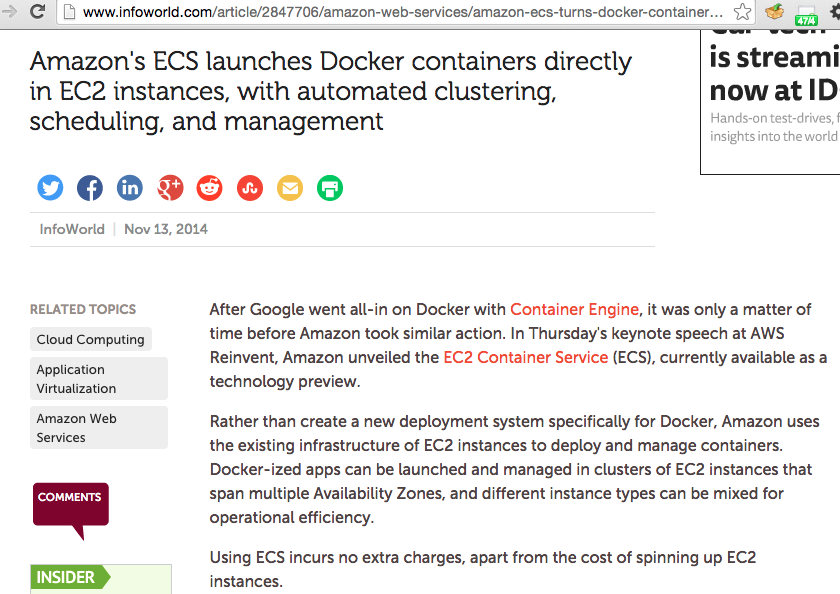 www.infoworld.com/article/2847706/amazon-web-services/amazon-ecs-turns-docker-container...
47/4
Amazon's ECS launches Docker containers directly
in EC2 instances, with automated clustering,
scheduling, and management
is streami
now at ID
Hands-on test-drives, f
insights into the world
InfoWorld | Nov 13, 2014
RELATED TOPICS
Cloud Computing
Application
Virtualization
Amazon Web
Services
COMMENTS
INSIDER
After Google went all-in on Docker with Container Engine, it was only a matter of
time before Amazon took similar action. In Thursday's keynote speech at AWS
Reinvent, Amazon unveiled the EC2 Container Service (ECS), currently available as a
technology preview.
Rather than create a new deployment system specifically for Docker, Amazon uses
the existing infrastructure of EC2 instances to deploy and manage containers.
Docker-ized apps can be launched and managed in clusters of EC2 instances that
span multiple Availability Zones, and different instance types can be mixed for
operational efficiency.
Using ECS incurs no extra charges, apart from the cost of spinning up EC2
instances.